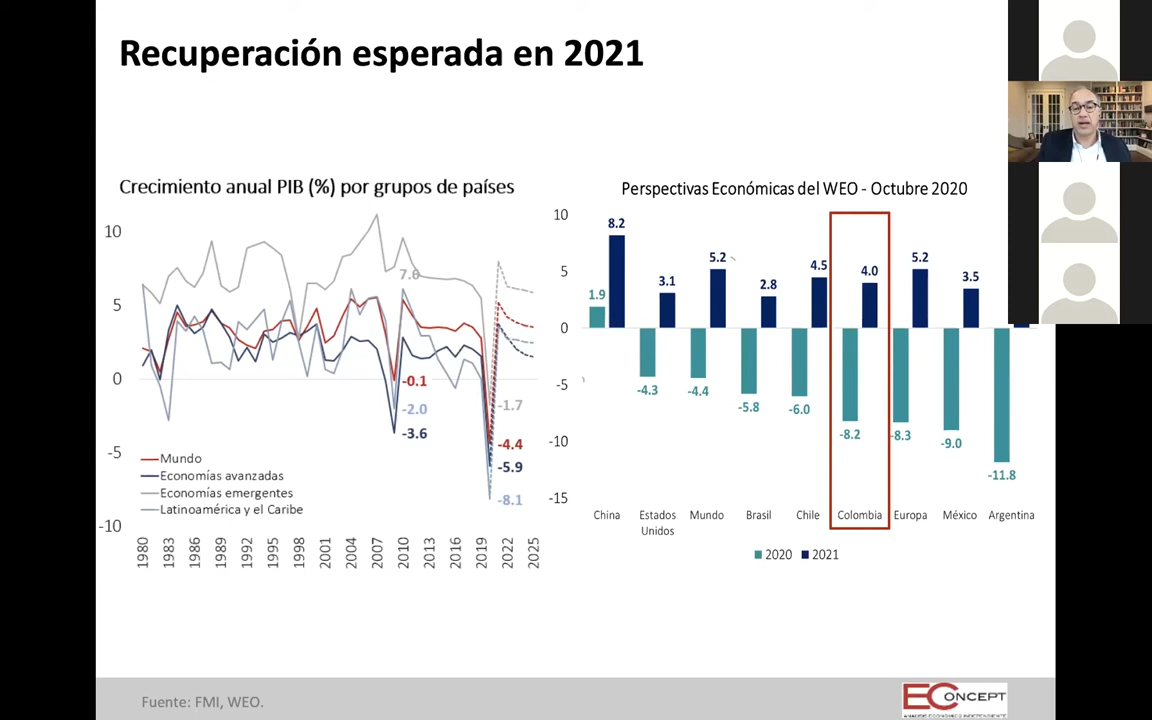 Recuperación esperada en 2021
Crecimiento anual PIB (%) por grupos de países
10
5
0
-5
-10
7.6
-0.1
-2.0
-3.6
-1.7
-4.4
-5.9
-8.1
Mundo
Economías avanzadas
Economías emergentes
Latinoamérica y el Caribe
1980 1983 1986 1989 1992 1995 1998 2001 2004 2007 2010 2013 2016 2019 2022 2025
Perspectivas Económicas del WEO - Octubre 2020
10
5
0
-5
-10
-15
1.9 8.2 3.1 5.2 2.8 4.5 4.0 5.2 3.5
-4.3 -4.4 -5.8 -6.0 -8.2 -8.3 -9.0 -11.8
China Estados Unidos Mundo Brasil Chile Colombia Europa México Argentina
2020 2021
Fuente: FMI, WEO.
ECONCEPT
ANÁLISIS ECONÓMICO INDEPENDIENTE